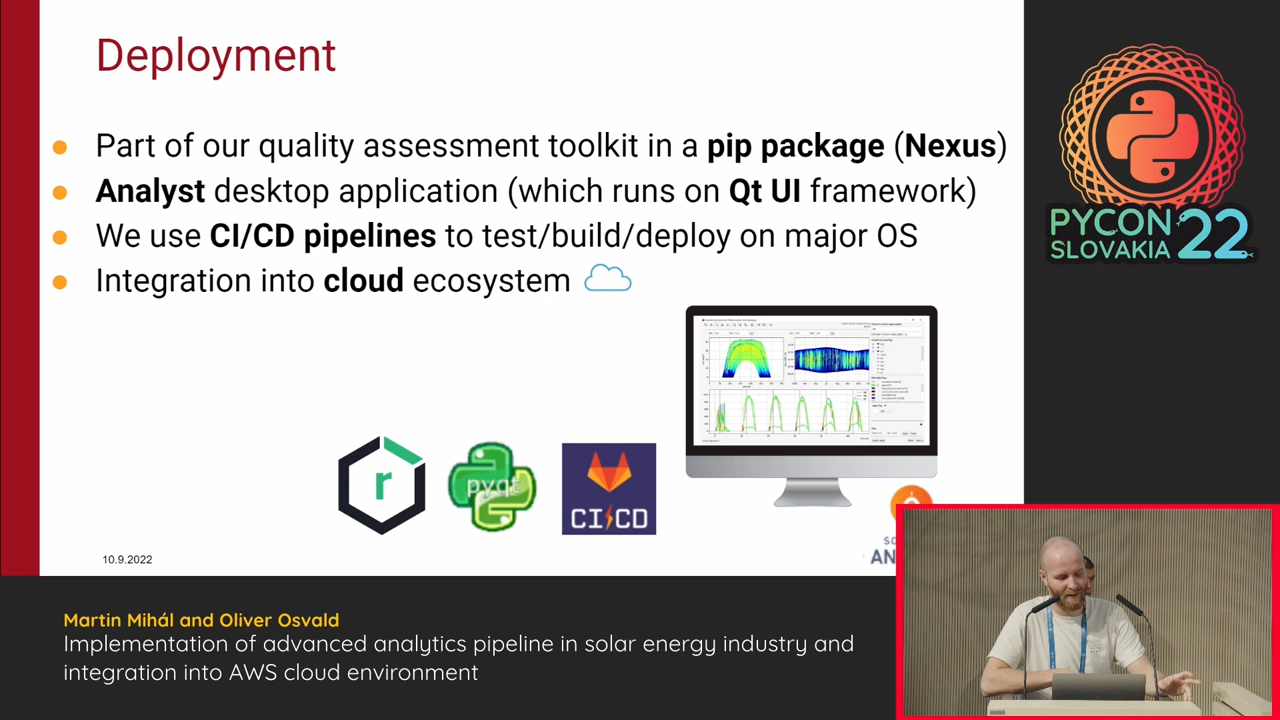 Deployment
Part of our quality assessment toolkit in a pip package (Nexus)
Analyst desktop application (which runs on Qt UI framework)
We use CI/CD pipelines to test/build/deploy on major OS
Integration into cloud ecosystem
r
pyqt
CI CD
10.9.2022
PYCON
SLOVAKIA
22
Martin Mihál and Oliver Osvald
Implementation of advanced analytics pipeline in solar energy industry and
integration into AWS cloud environment